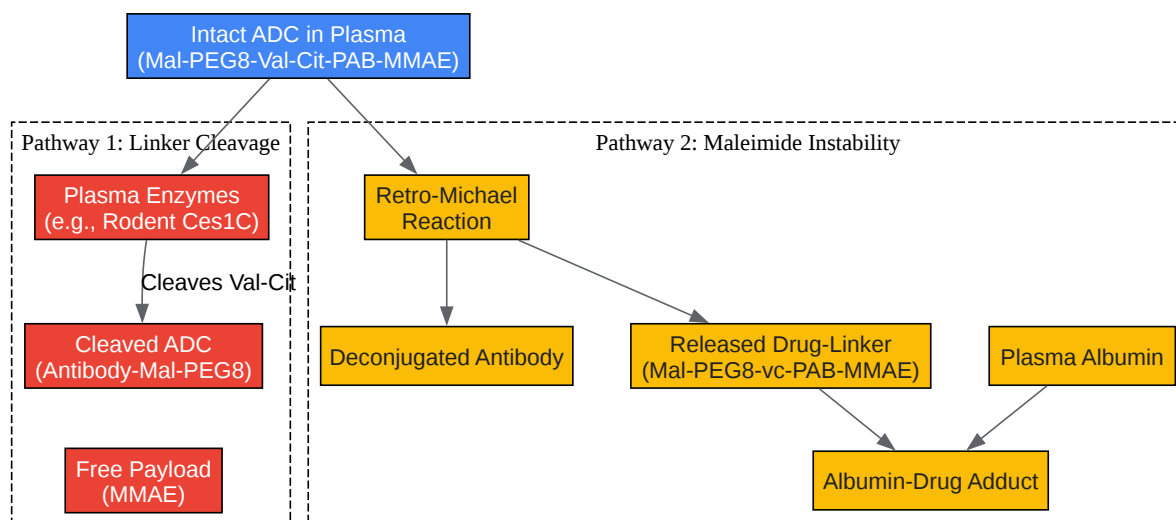 Intact ADC in Plasma
(Mal-PEG8-Val-Cit-PAB-MMAE)
Pathway 1: Linker Cleavage
Pathway 2: Maleimide Instability
Plasma Enzymes
(e.g., Rodent Ces1C)
Retro-Michael
Reaction
Cleaves Val-Cit
Cleaved ADC
(Antibody-Mal-PEG8)
Deconjugated Antibody
Released Drug-Linker
(Mal-PEG8-vc-PAB-MMAE)
Plasma Albumin
Free Payload
(MMAE)
Albumin-Drug Adduct